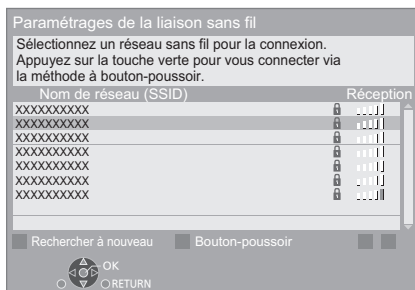 Paramétrages de la liaison sans fil
Sélectionnez un réseau sans fil pour la connexion.
Appuyez sur la touche verte pour vous connecter via
la méthode à bouton-poussoir.
Nom de réseau (SSID) Réception
XXXXXXXXXX
XXXXXXXXXX
XXXXXXXXXX
XXXXXXXXXX
XXXXXXXXXX
XXXXXXXXXX
XXXXXXXXXX
Rechercher à nouveau Bouton-poussoir
OK
RETURN